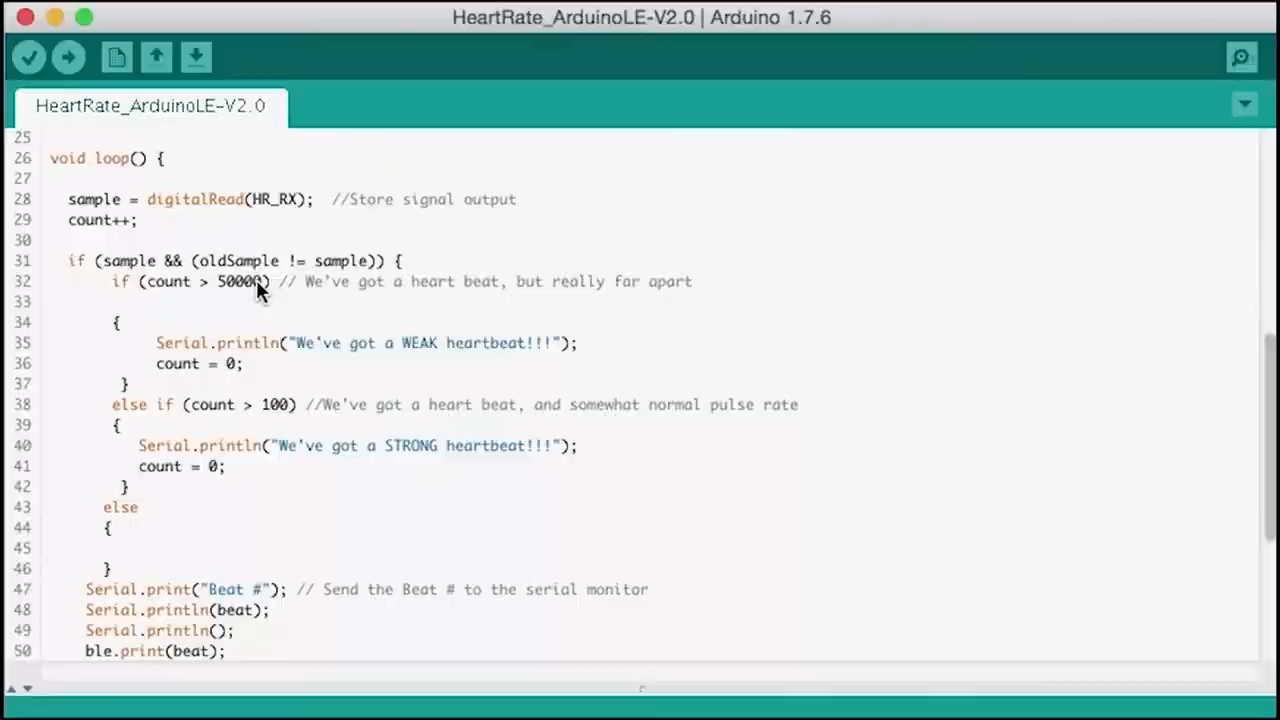 HeartRate_ArduinoLE-V2.0 | Arduino 1.7.6
HeartRate_ArduinoLE-V2.0
25
26 void loop() {
27
28 sample = digitalRead(HR_RX); //Store signal output
29 count++;
30
31 if (sample && (oldSample != sample)) {
32 if (count > 50000) // We've got a heart beat, but really far apart
33
34 {
35 Serial.println("We've got a WEAK heartbeat!!!");
36 count = 0;
37 }
38 else if (count > 100) //We've got a heart beat, and somewhat normal pulse rate
39 {
40 Serial.println("We've got a STRONG heartbeat!!!");
41 count = 0;
42 }
43 else
44 {
45
46 }
47 Serial.print("Beat #"); // Send the Beat # to the serial monitor
48 Serial.println(beat);
49 Serial.println();
50 ble.print(beat);